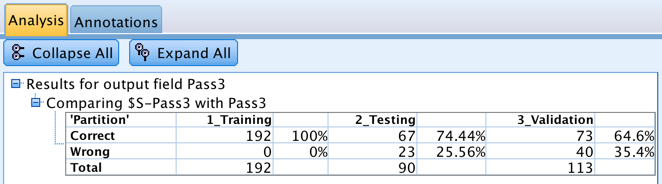 Analysis Annotations
Collapse All Expand All
Results for output field Pass3
Comparing $S-Pass3 with Pass3
'Partition' 1_Training 2_Testing 3_Validation
Correct 192 100% 67 74.44% 73 64.6%
Wrong 0 0% 23 25.56% 40 35.4%
Total 192 90 113